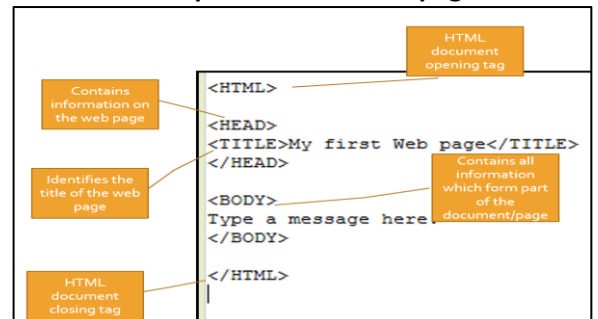 HTML
document
opening tag
Contains
information on
the web page
Identifies the
title of the web
page
HTML
document
closing tag
<HTML>
<HEAD>
<TITLE>My first Web page</TITLE>
</HEAD>
<BODY>
Type a message here.
</BODY>
</HTML>
Contains all
information
which form part
of the
document/page